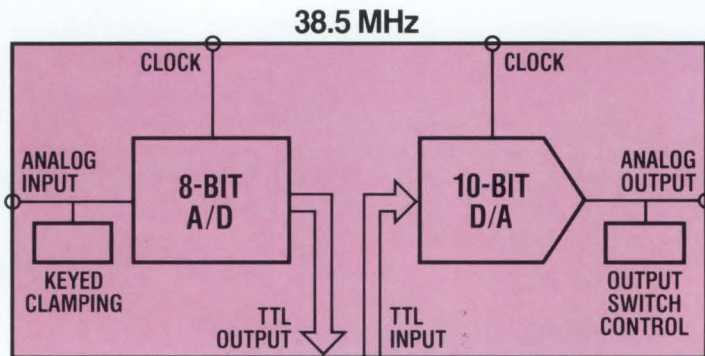 38.5 MHz
CLOCK
CLOCK
ANALOG
INPUT
8-BIT
A/D
10-BIT
D/A
ANALOG
OUTPUT
KEYED
CLAMPING
TTL
OUTPUT
TTL
INPUT
OUTPUT
SWITCH
CONTROL